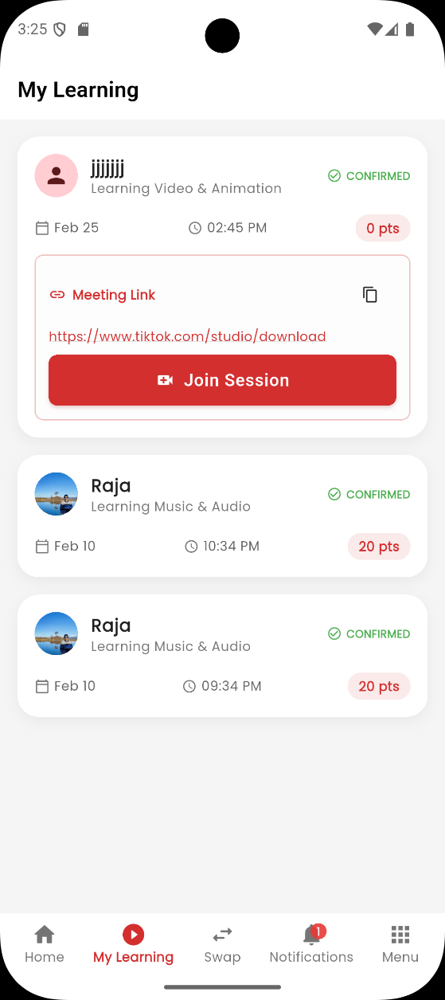 3:25
My Learning
jjjjjjj
CONFIRMED
Learning Video & Animation
Feb 25
02:45 PM
0 pts
Meeting Link
https://www.tiktok.com/studio/download
Join Session
Raja
CONFIRMED
Learning Music & Audio
Feb 10
10:34 PM
20 pts
Raja
CONFIRMED
Learning Music & Audio
Feb 10
09:34 PM
20 pts
1
Home
My Learning
Swap
Notifications
Menu